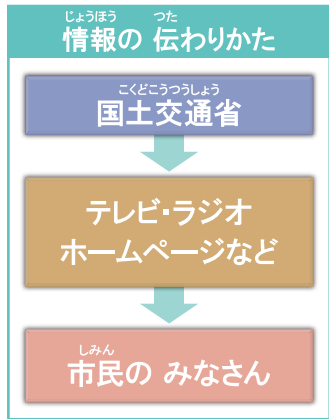 じょうほう つた
情報の 伝わりかた
こくどこうつうしょう
国土交通省
テレビ・ラジオ
ホームページなど
しみん
市民の みなさん